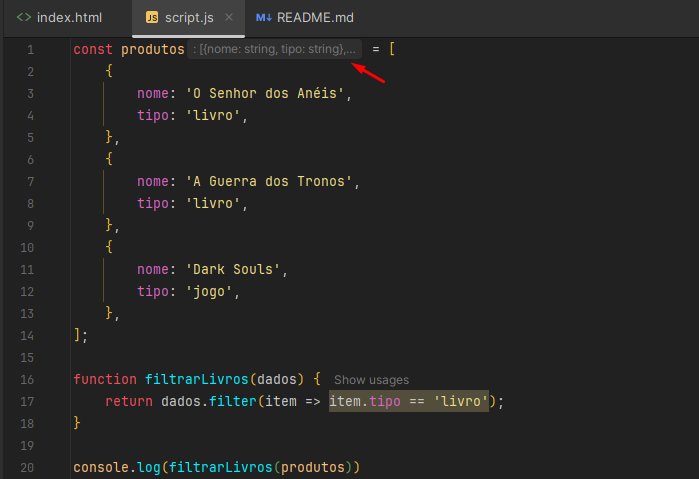 index.html JS script.js × M↓ README.md
1 const produtos : [{nome: string, tipo: string},... = [
2 {
3 nome: 'O Senhor dos Anéis',
4 tipo: 'livro',
5 },
6 {
7 nome: 'A Guerra dos Tronos',
8 tipo: 'livro',
9 },
10 {
11 nome: 'Dark Souls',
12 tipo: 'jogo',
13 },
14 ];
15
16 function filtrarLivros(dados) { Show usages
17 return dados.filter(item => item.tipo == 'livro');
18 }
19
20 console.log(filtrarLivros(produtos))